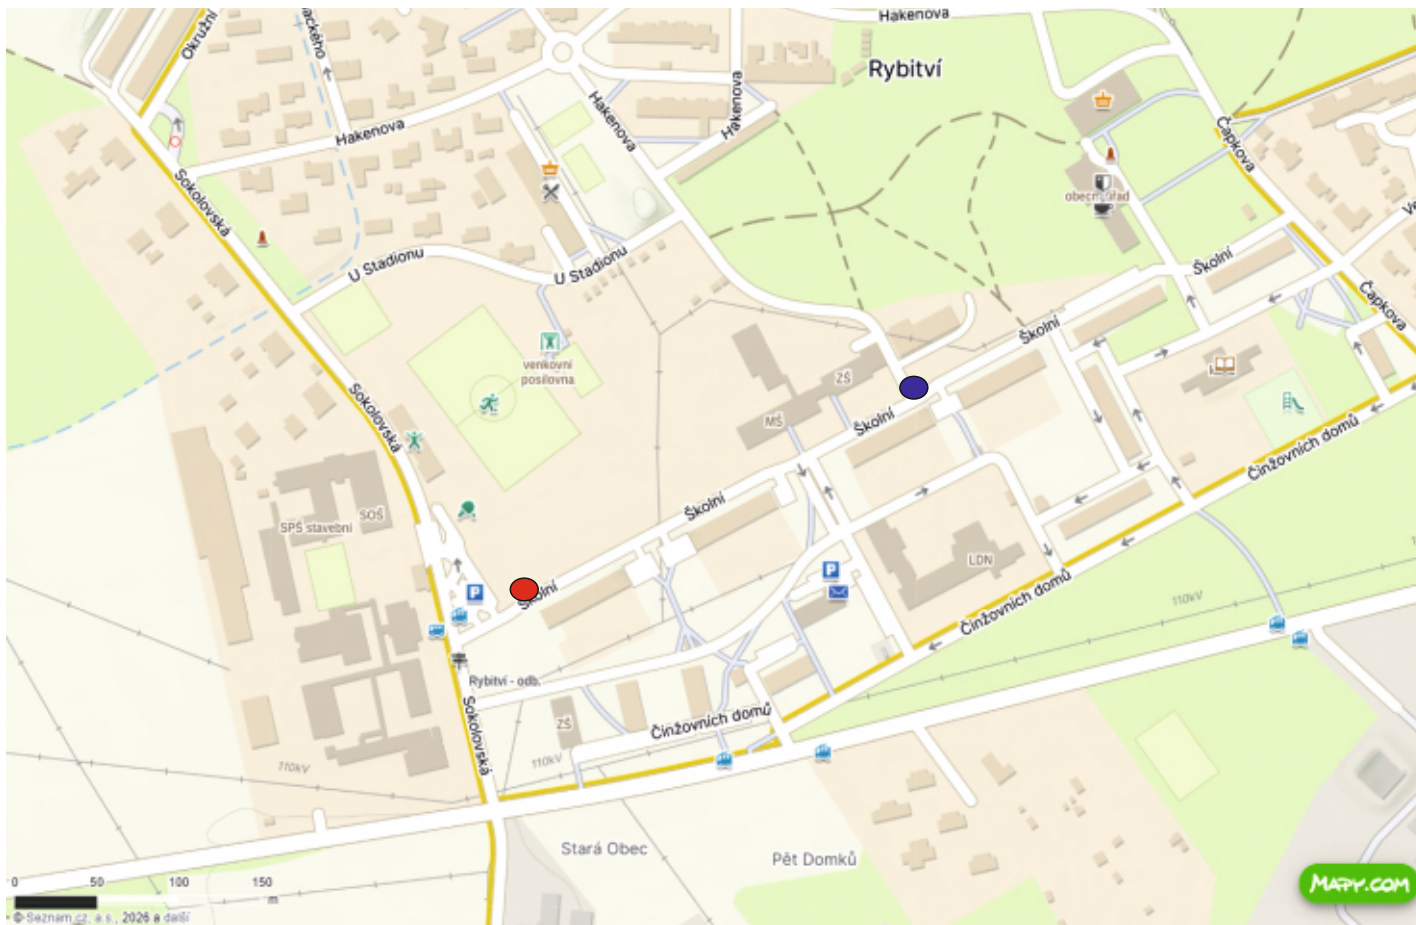 Hakenova
Okružní
Rybitví
Hakenova
Hakenova
Hakenova
Čapkova
Sokolovská
obecní úřad
U Stadionu
U Stadionu
Školní
Čapkova
Školní
venkovní
posilovna
ZŠ
Sokolovská
MŠ
Školní
Činžovních domů
Školní
SOŠ
SPŠ stavební
LDN
P
P
Školní
Činžovních domů
110kV
Rybitví - odb.
Sokolovská
ZŠ
Činžovních domů
110kV
110kV
Stará Obec
Pět Domků
0 50 100 150
m
MAPY.COM
© Seznam.cz, a.s., 2026 a další